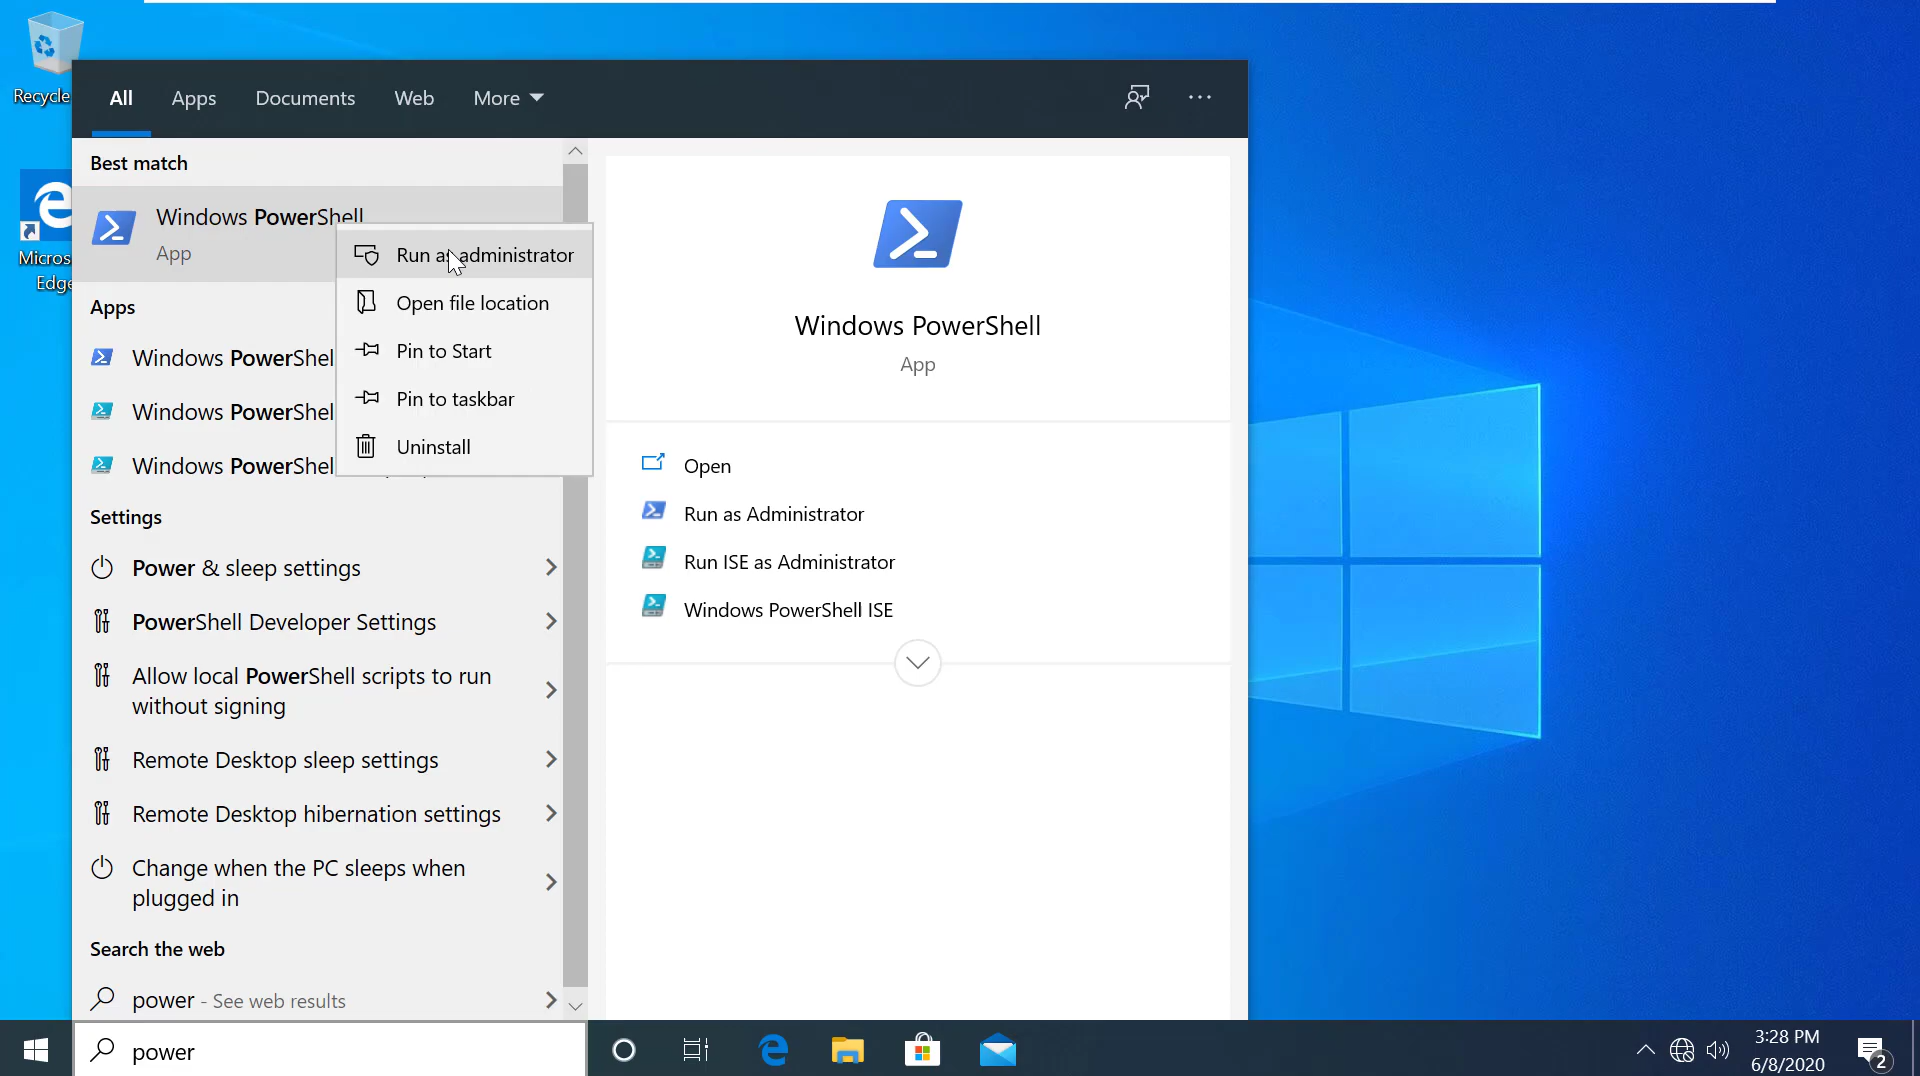 Recycle
Micros
Edge
All
Apps
Documents
Web
More
Best match
Windows PowerShell
App
Run as administrator
Open file location
Pin to Start
Pin to taskbar
Uninstall
Apps
Windows PowerShel
Windows PowerShel
Windows PowerShel
Settings
Power & sleep settings
PowerShell Developer Settings
Allow local PowerShell scripts to run
without signing
Remote Desktop sleep settings
Remote Desktop hibernation settings
Change when the PC sleeps when
plugged in
Search the web
power - See web results
Windows PowerShell
App
Open
Run as Administrator
Run ISE as Administrator
Windows PowerShell ISE
power
3:28 PM
6/8/2020
2